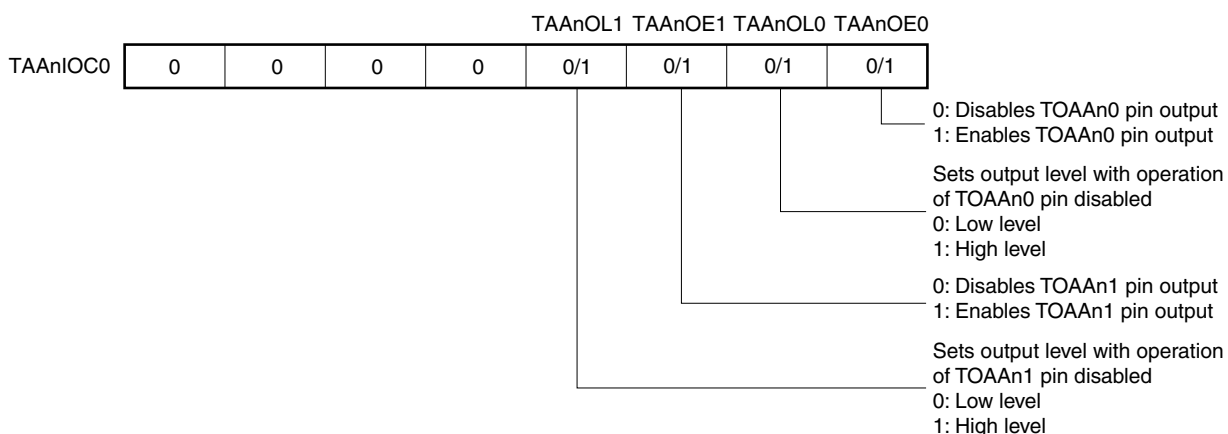 TAAnOL1 TAAnOE1 TAAnOL0 TAAnOE0
TAAnIOC0 0 0 0 0 0/1 0/1 0/1 0/1
0: Disables TOAAn0 pin output
1: Enables TOAAn0 pin output
Sets output level with operation
of TOAAn0 pin disabled
0: Low level
1: High level
0: Disables TOAAn1 pin output
1: Enables TOAAn1 pin output
Sets output level with operation
of TOAAn1 pin disabled
0: Low level
1: High level